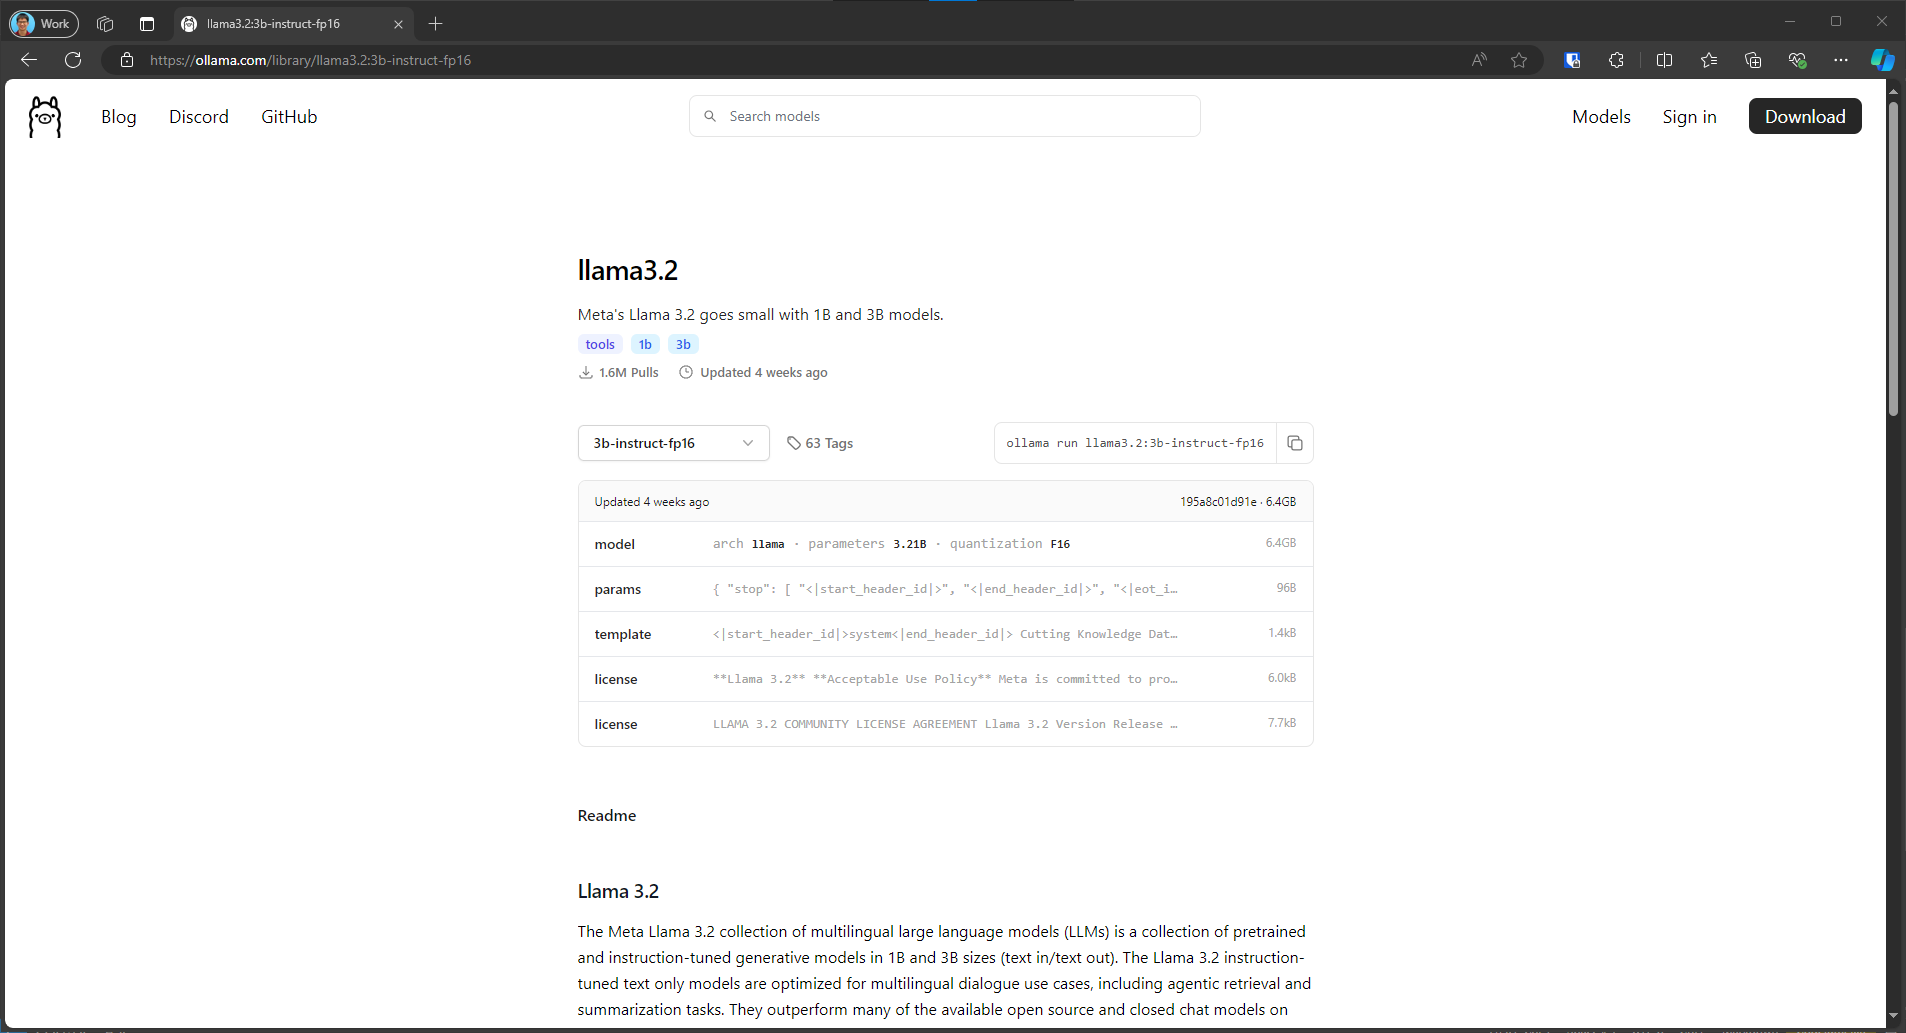 Work
llama3.2:3b-instruct-fp16
https://ollama.com/library/llama3.2:3b-instruct-fp16
Blog
Discord
GitHub
Search models
Models
Sign in
Download
llama3.2
Meta's Llama 3.2 goes small with 1B and 3B models.
tools 1b 3b
1.6M Pulls Updated 4 weeks ago
3b-instruct-fp16
63 Tags
ollama run llama3.2:3b-instruct-fp16
Updated 4 weeks ago 195a8c01d91e · 6.4GB
model arch llama · parameters 3.21B · quantization F16 6.4GB
params { "stop": [ "<|start_header_id|>", "<|end_header_id|>", "<|eot_i… 96B
template <|start_header_id|>system<|end_header_id|> Cutting Knowledge Dat… 1.4kB
license **Llama 3.2** **Acceptable Use Policy** Meta is committed to pro… 6.0kB
license LLAMA 3.2 COMMUNITY LICENSE AGREEMENT Llama 3.2 Version Release … 7.7kB
Readme
Llama 3.2
The Meta Llama 3.2 collection of multilingual large language models (LLMs) is a collection of pretrained
and instruction-tuned generative models in 1B and 3B sizes (text in/text out). The Llama 3.2 instruction-
tuned text only models are optimized for multilingual dialogue use cases, including agentic retrieval and
summarization tasks. They outperform many of the available open source and closed chat models on